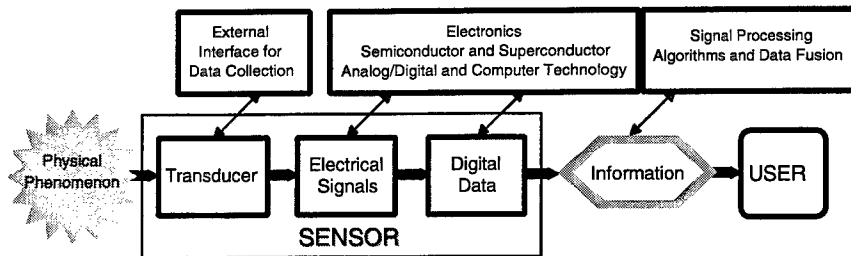 External
Interface for
Data Collection
Electronics
Semiconductor and Superconductor
Analog/Digital and Computer Technology
Signal Processing
Algorithms and Data Fusion
Physical
Phenomenon
Transducer
Electrical
Signals
Digital
Data
Information
USER
SENSOR